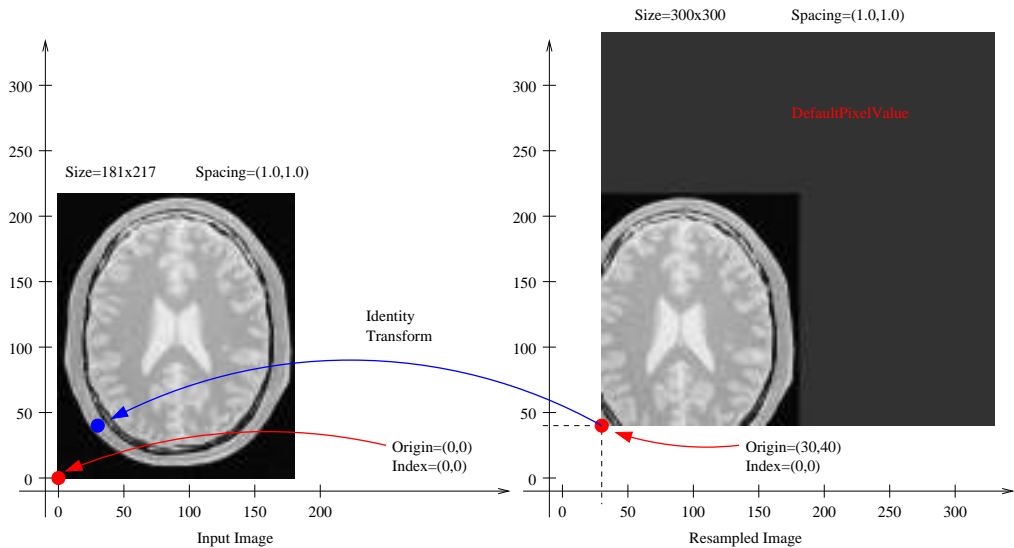 Size=300x300 Spacing=(1.0,1.0)
300
250
200
150
100
50
0
Size=181x217 Spacing=(1.0,1.0)
Identity
Transform
Origin=(0,0)
Index=(0,0)
0 50 100 150 200
Input Image
300
250
200
150
100
50
0
DefaultPixelValue
Origin=(30,40)
Index=(0,0)
0 50 100 150 200 250 300
Resampled Image